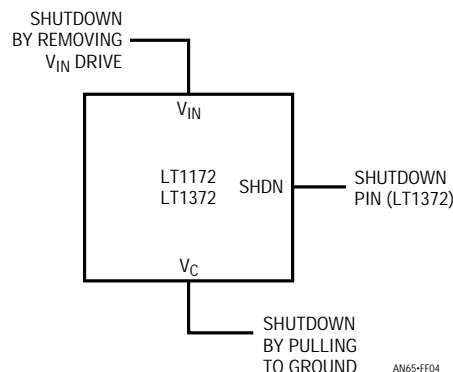 SHUTDOWN
BY REMOVING
VIN DRIVE
VIN
LT1172
LT1372
SHDN
SHUTDOWN
PIN (LT1372)
VC
SHUTDOWN
BY PULLING
TO GROUND
AN65•FF04